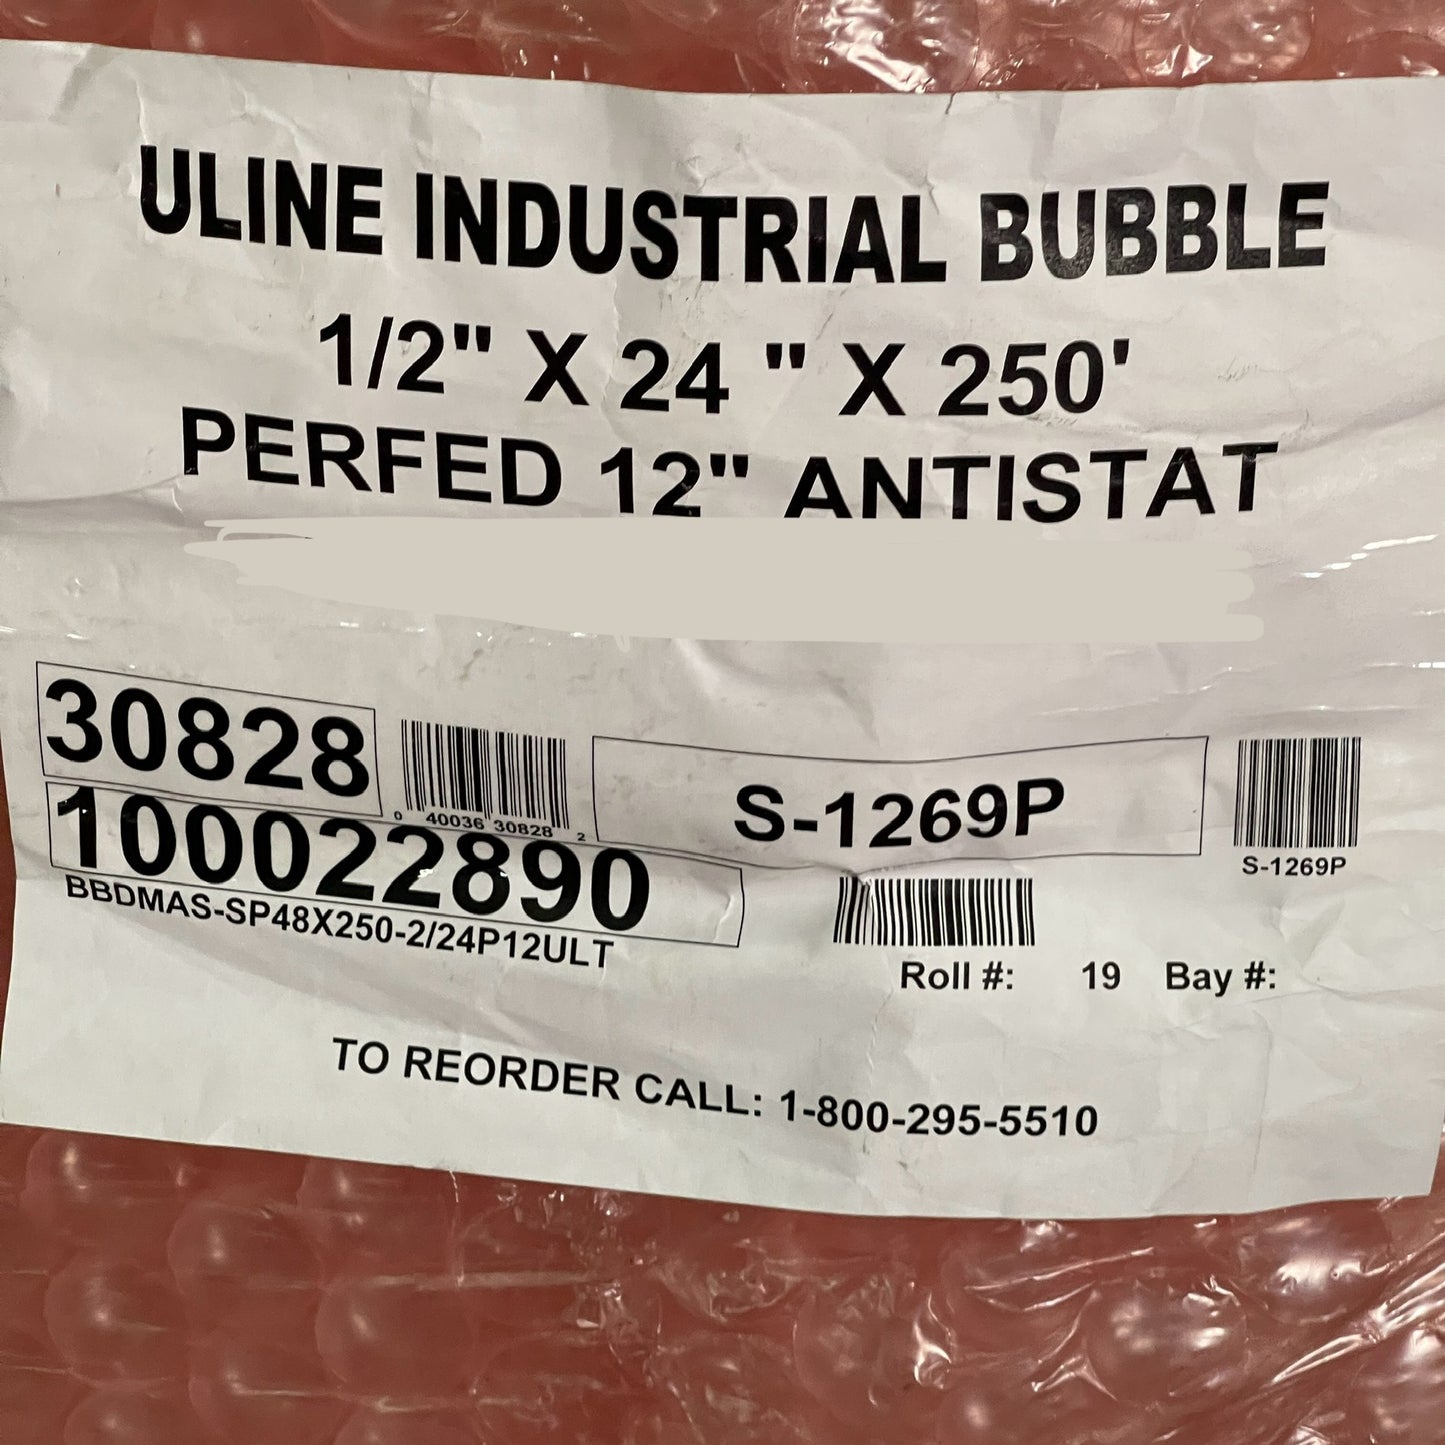 ULINE INDUSTRIAL BUBBLE
1/2" X 24 " X 250'
PERFED 12" ANTISTAT
30828
0 40036 30828 2
S-1269P
S-1269P
100022890
BBDMAS-SP48X250-2/24P12ULT
Roll #: 19 Bay #:
TO REORDER CALL: 1-800-295-5510